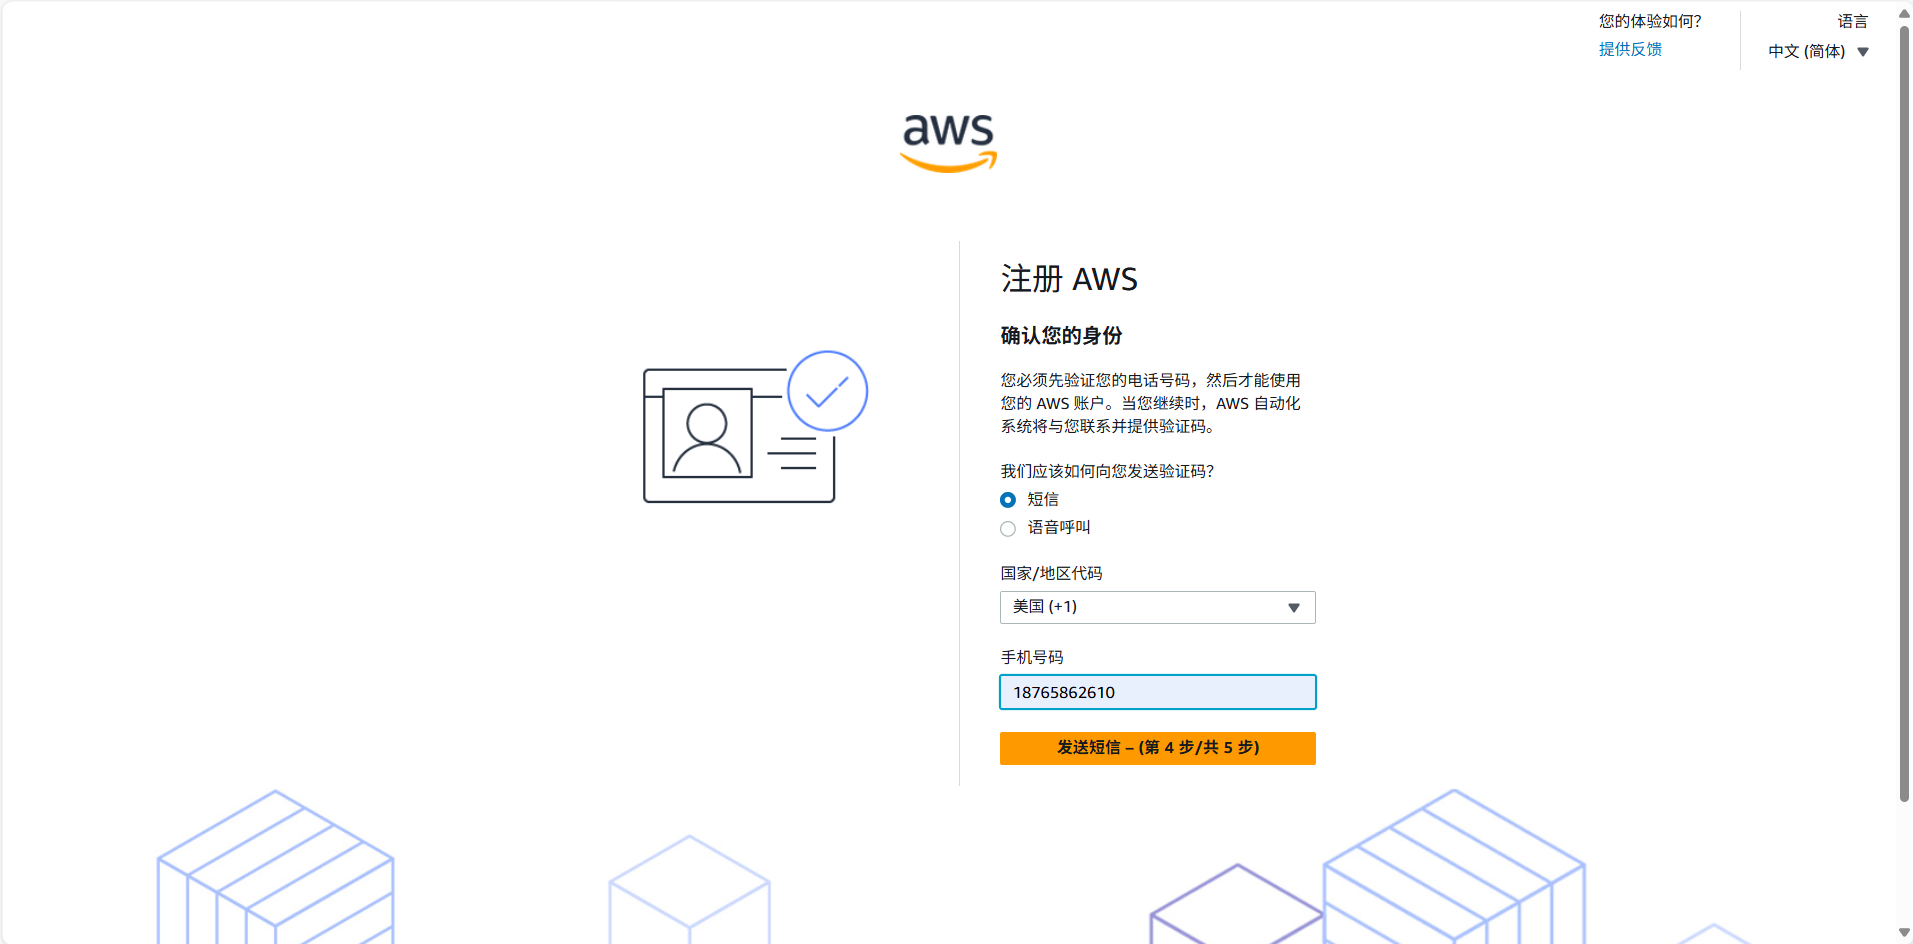 您的体验如何?
提供反馈
语言
中文 (简体)
aws
注册 AWS
确认您的身份
您必须先验证您的电话号码，然后才能使用
您的 AWS 账户。当您继续时，AWS 自动化
系统将与您联系并提供验证码。
我们应该如何向您发送验证码?
短信
语音呼叫
国家/地区代码
美国 (+1)
手机号码
18765862610
发送短信 – (第 4 步/共 5 步)